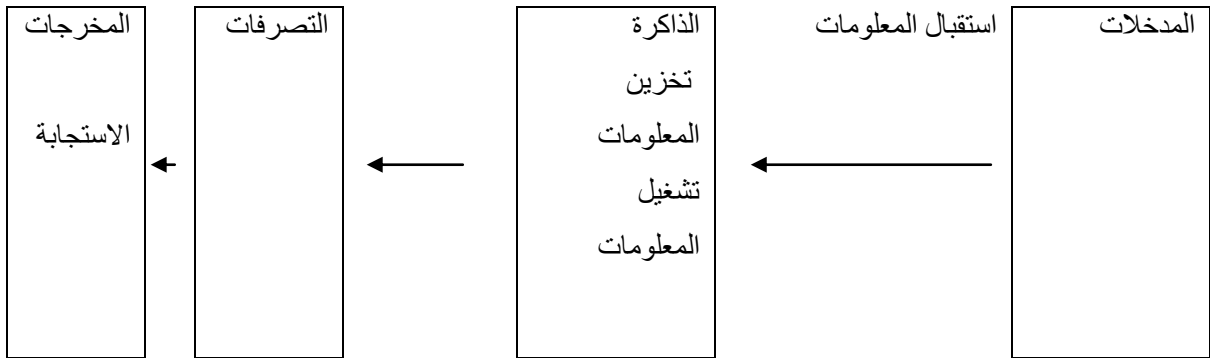 المدخلات
استقبال المعلومات
الذاكرة
تخزين
المعلومات
تشغيل
المعلومات
التصرفات
المخرجات
الاستجابة